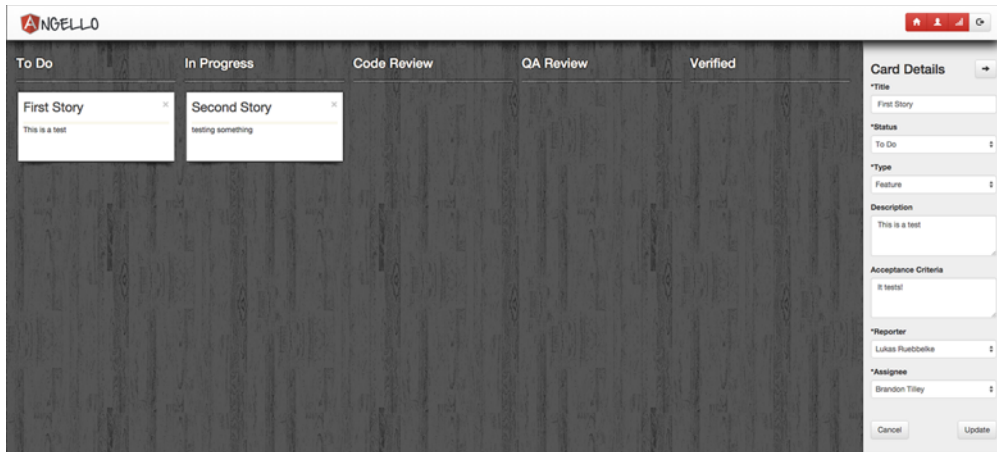 ANGELLO
To Do
In Progress
Code Review
QA Review
Verified
First Story
×
This is a test
Second Story
×
testing something
Card Details
*Title
First Story
*Status
To Do
*Type
Feature
Description
This is a test
Acceptance Criteria
It tests!
*Reporter
Lukas Ruebbelke
*Assignee
Brandon Tilley
Cancel
Update